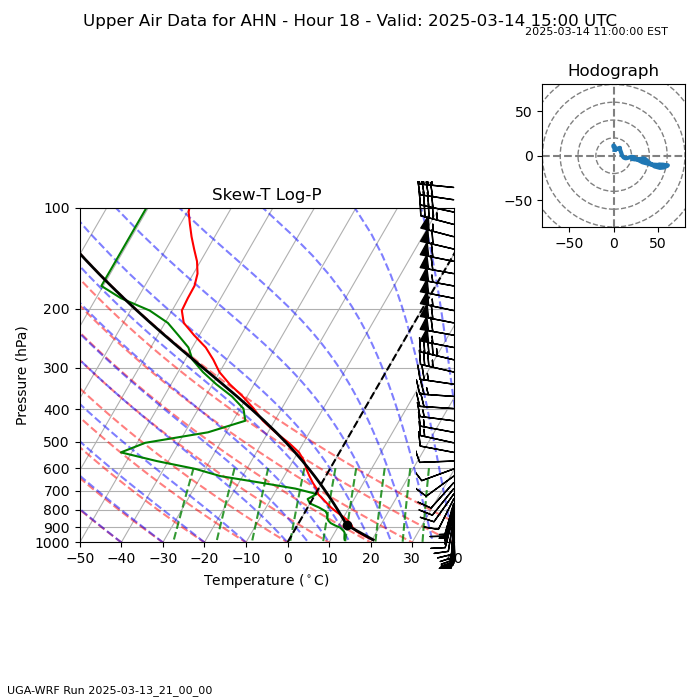 Upper Air Data for AHN - Hour 18 - Valid: 2025-03-14 15:00 UTC
2025-03-14 11:00:00 EST
Hodograph
50
0
−50
−50 0 50
Skew-T Log-P
100
200
300
400
500
600
700
800
900
1000
Pressure (hPa)
−50 −40 −30 −20 −10 0 10 20 30
Temperature (°C)
UGA-WRF Run 2025-03-13_21_00_00